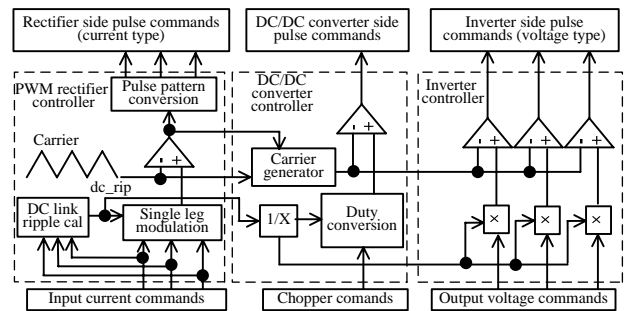 Rectifier side pulse commands
(current type)
DC/DC converter side
pulse commands
Inverter side pulse
commands (voltage type)
PWM rectifier
controller
Pulse pattern
conversion
DC/DC
converter
controller
Inverter
controller
- +
- +
- + - + - +
Carrier
Carrier
generator
dc_rip
DC link
ripple cal
Single leg
modulation
1/X
Duty
conversion
× × ×
Input current commands
Chopper comands
Output voltage commands